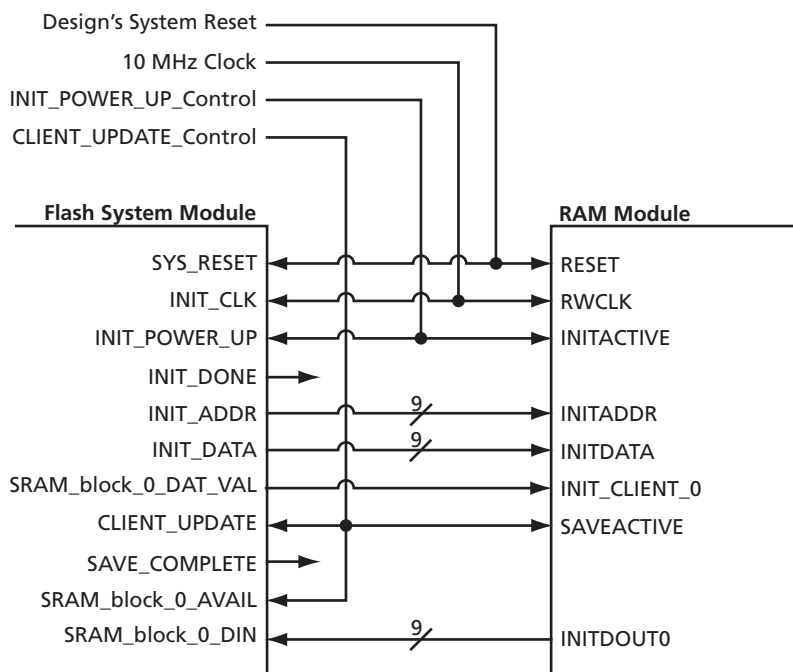 Design’s System Reset
10 MHz Clock
INIT_POWER_UP_Control
CLIENT_UPDATE_Control
Flash System Module
RAM Module
SYS_RESET
RESET
INIT_CLK
RWCLK
INIT_POWER_UP
INITACTIVE
INIT_DONE
INIT_ADDR
9
INITADDR
INIT_DATA
9
INITDATA
SRAM_block_0_DAT_VAL
INIT_CLIENT_0
CLIENT_UPDATE
SAVEACTIVE
SAVE_COMPLETE
SRAM_block_0_AVAIL
SRAM_block_0_DIN
9
INITDOUT0